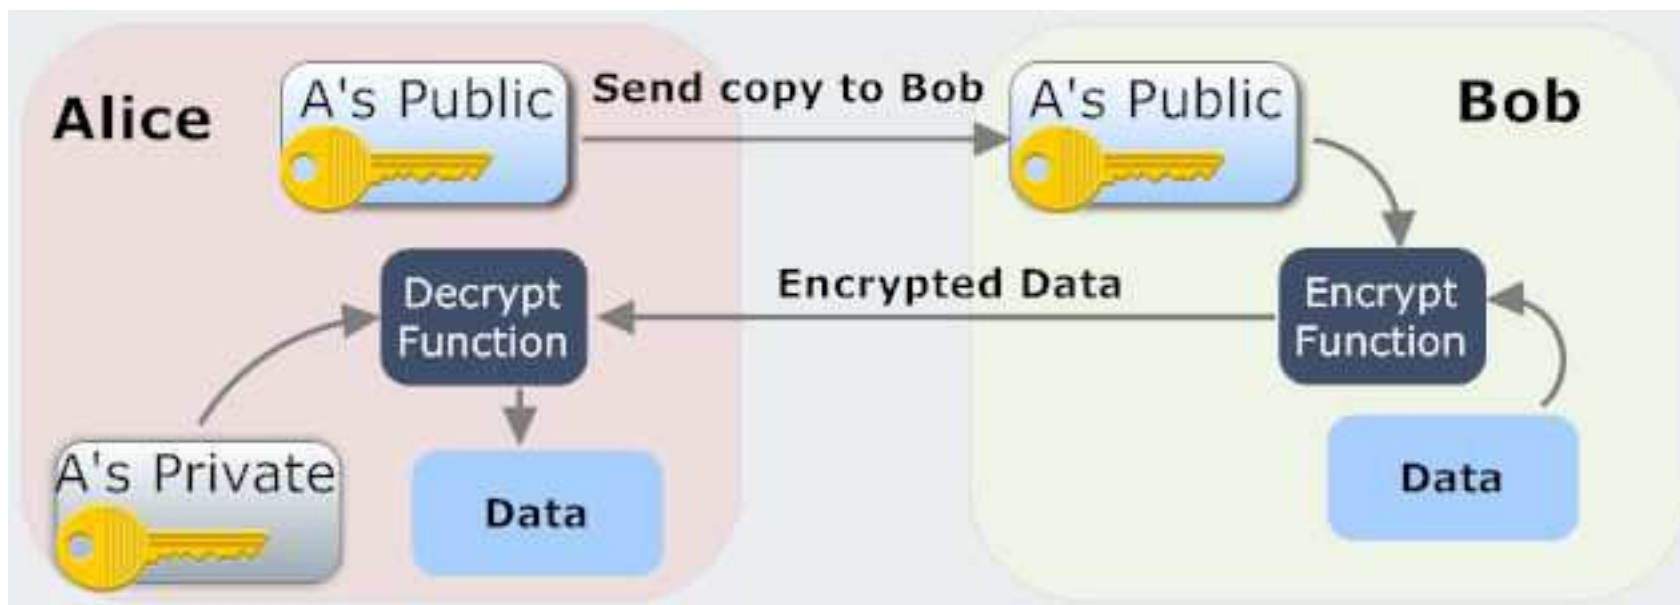 Alice
A's Public
Send copy to Bob
A's Public
Bob
Decrypt
Function
Encrypted Data
Encrypt
Function
A's Private
Data
Data